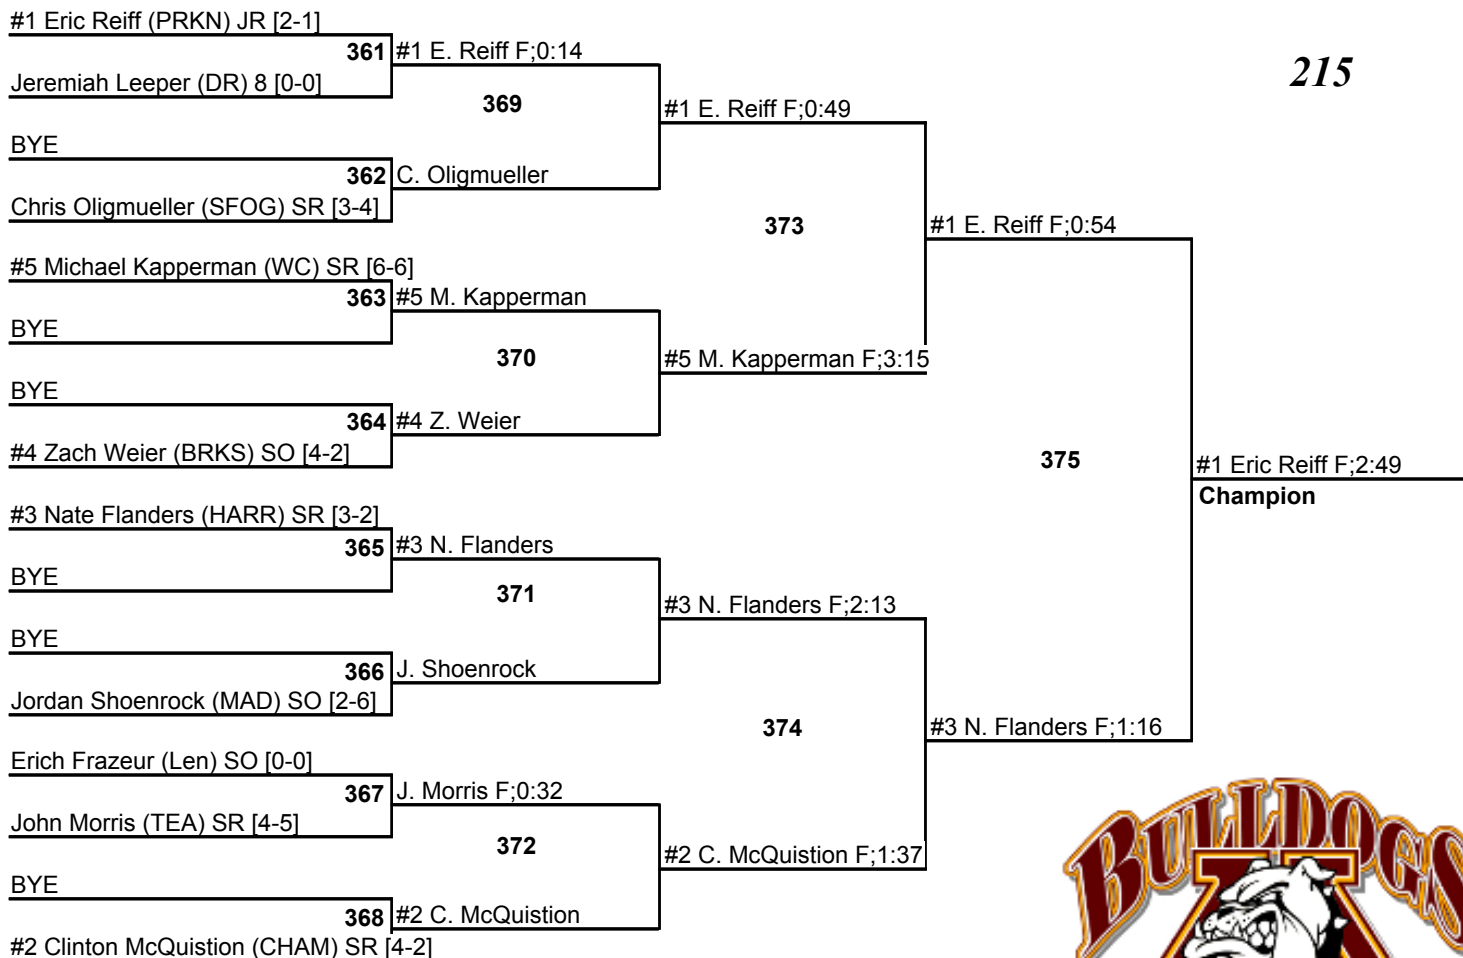 #1 Eric Reiff (PRKN) JR [2-1]
361 #1 E. Reiff F;0:14
215
Jeremiah Leeper (DR) 8 [0-0]
369
#1 E. Reiff F;0:49
BYE
362 C. Oligmueller
Chris Oligmueller (SFOG) SR [3-4]
373
#1 E. Reiff F;0:54
#5 Michael Kapperman (WC) SR [6-6]
363 #5 M. Kapperman
BYE
370
#5 M. Kapperman F;3:15
BYE
364 #4 Z. Weier
#4 Zach Weier (BRKS) SO [4-2]
375
#1 Eric Reiff F;2:49
Champion
#3 Nate Flanders (HARR) SR [3-2]
365 #3 N. Flanders
BYE
371
#3 N. Flanders F;2:13
BYE
366 J. Shoenrock
Jordan Shoenrock (MAD) SO [2-6]
374
#3 N. Flanders F;1:16
Erich Frazeur (Len) SO [0-0]
367 J. Morris F;0:32
John Morris (TEA) SR [4-5]
372
#2 C. McQuistion F;1:37
BYE
368 #2 C. McQuistion
#2 Clinton McQuistion (CHAM) SR [4-2]
BULLDOGS